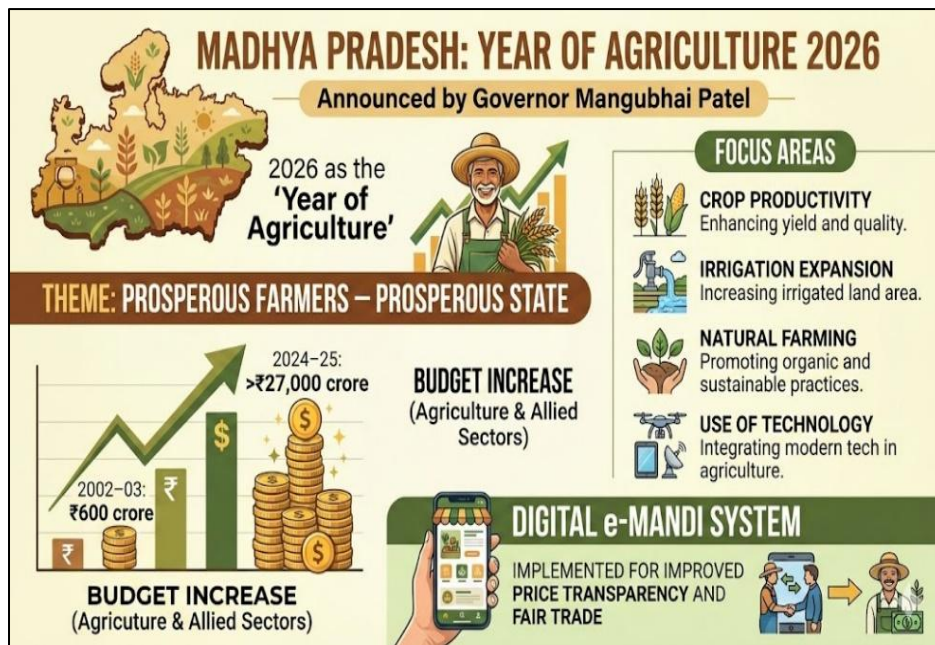 MADHYA PRADESH: YEAR OF AGRICULTURE 2026
Announced by Governor Mangubhai Patel
2026 as the
'Year of
Agriculture'
THEME: PROSPEROUS FARMERS – PROSPEROUS STATE
2024–25:
>₹27,000 crore
2002–03:
₹600 crore
₹
₹
$
BUDGET INCREASE
(Agricuture & Allied Sectors)
BUDGET INCREASE
(Agriculture & Allied
Sectors)
FOCUS AREAS
CROP PRODUCTIVITY
Enhancing yield and quality.
IRRIGATION EXPANSION
Increasing irrigated land area.
NATURAL FARMING
Promoting organic and
sustainable practices.
USE OF TECHNOLOGY
Integrating modern tech in
agriculture.
DIGITAL e-MANDI SYSTEM
IMPLEMENTED FOR IMPROVED
PRICE TRANSPARENCY AND
FAIR TRADE